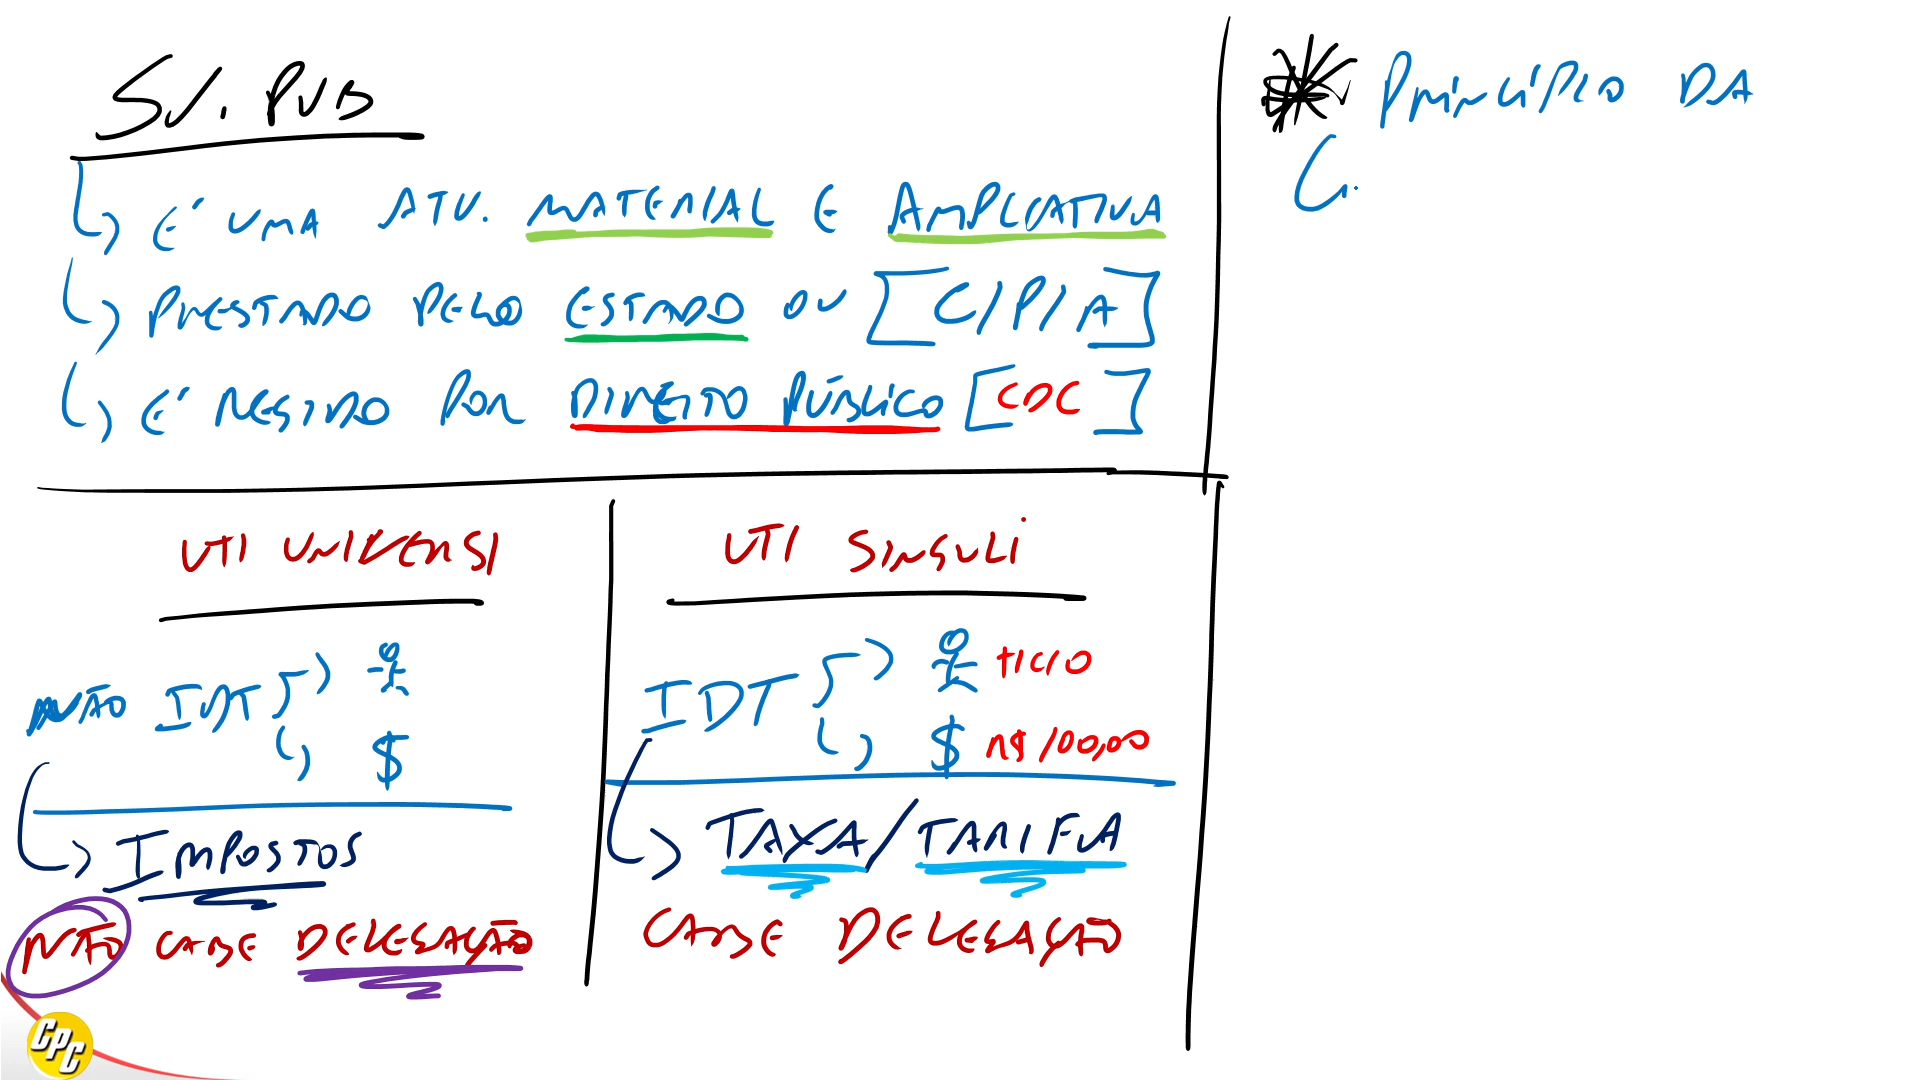 SV. PUB
É UMA ATV. MATERIAL E AMPLIATIVA
PRESTADO PELO ESTADO OU [C/P/A]
É REGIDO POR DIREITO PÚBLICO [CDC]
UTI UNIVERSI
NÃO IDT
$
IMPOSTOS
NÃO CABE DELEGAÇÃO
UTI SINGULI
IDT
TICIO
$ R$ 100,00
TAXA/TARIFA
CABE DELEGAÇÃO
PRINCÍPIO DA
CPC